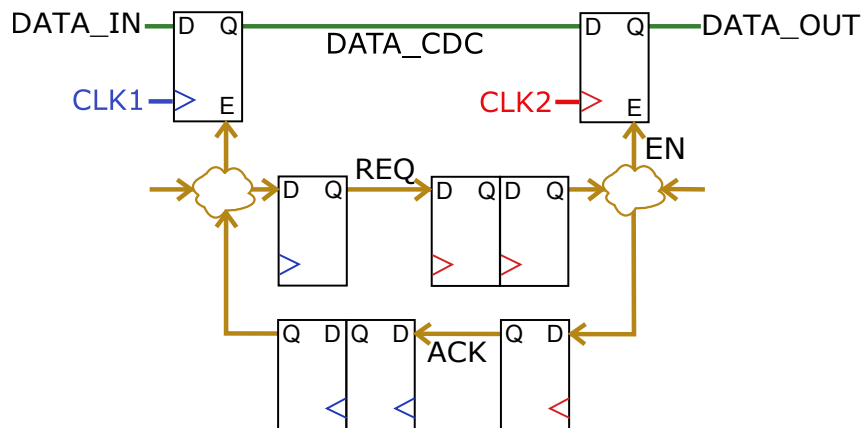 DATA_IN
D Q
DATA_CDC
D Q
DATA_OUT
CLK1
E
CLK2
E
EN
D Q
REQ
D Q
D Q
Q D
Q D
ACK
Q D